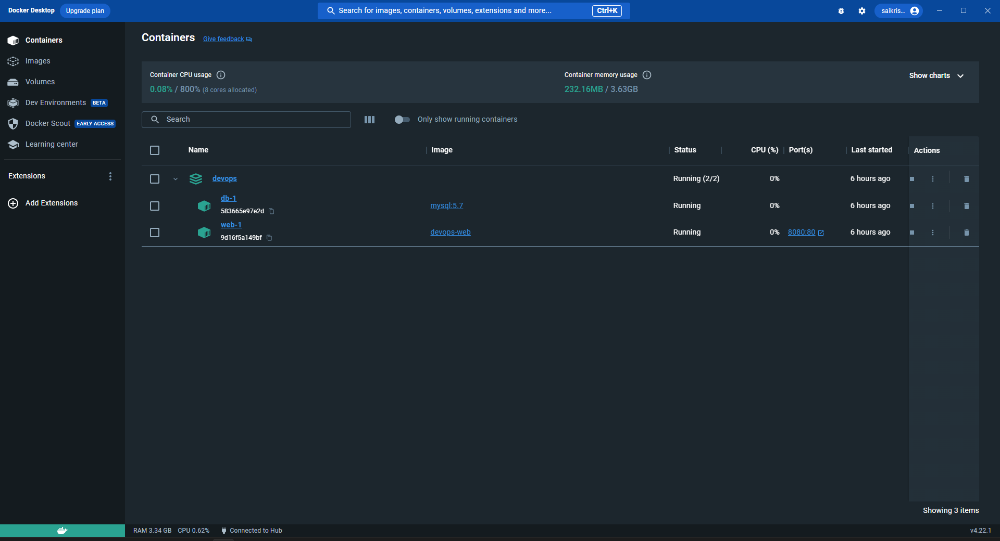 Docker Desktop Upgrade plan Search for images, containers, volumes, extensions and more... Ctrl+K saikris...
Containers
Images
Volumes
Dev Environments BETA
Docker Scout EARLY ACCESS
Learning center
Extensions
Add Extensions
Containers Give feedback
Container CPU usage
0.08% / 800% (8 cores allocated)
Container memory usage
232.16MB / 3.63GB
Show charts
Search
Only show running containers
Name Image Status CPU (%) Port(s) Last started Actions
devops Running (2/2) 0% 6 hours ago
db-1
583665e97e2d
mysql:5.7 Running 0% 6 hours ago
web-1
9d16f5a149bf
devops-web Running 0% 8080:80 6 hours ago
Showing 3 items
RAM 3.34 GB CPU 0.62% Connected to Hub v4.22.1